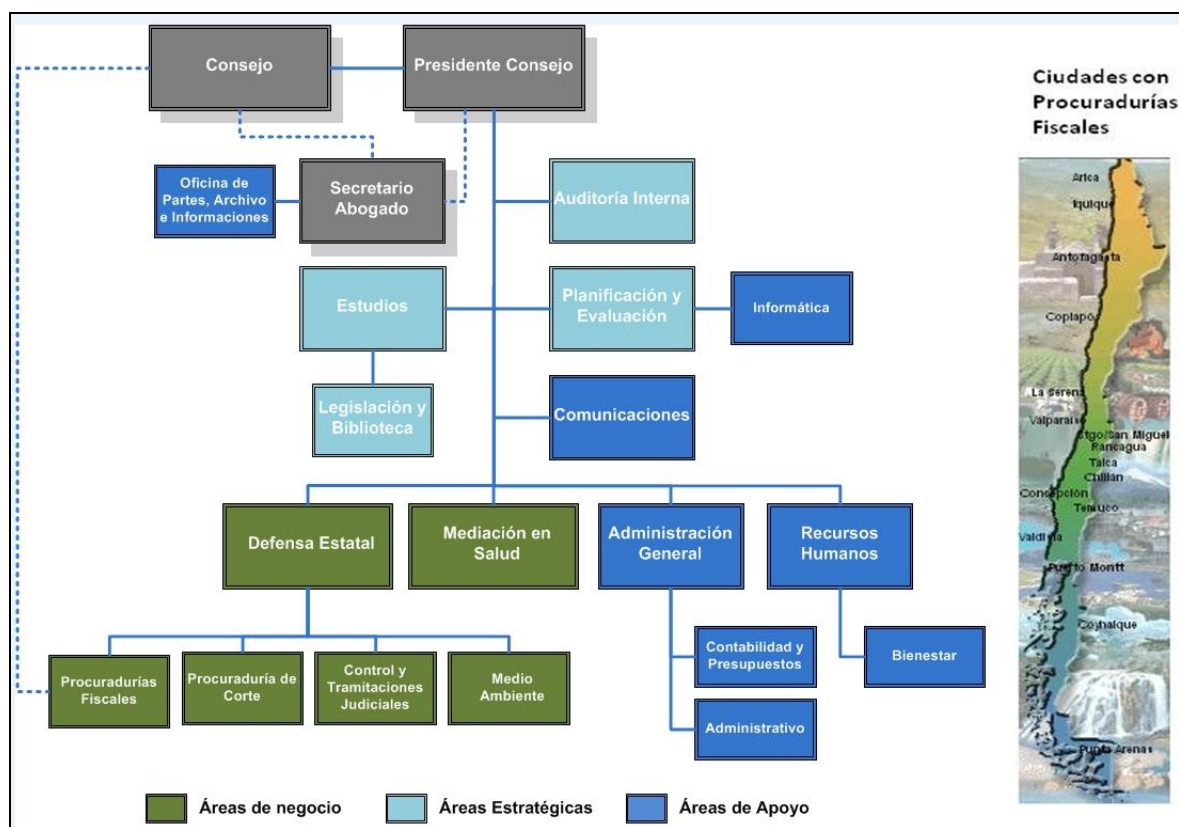 Consejo
Presidente Consejo
Ciudades con
Procuradurías
Fiscales
Oficina de
Partes, Archivo
e Informaciones
Secretario
Abogado
Auditoría Interna
Estudios
Planificación y
Evaluación
Informática
Legislación y
Biblioteca
Comunicaciones
Defensa Estatal
Mediación en
Salud
Administración
General
Recursos
Humanos
Procuradurías
Fiscales
Procuraduría de
Corte
Control y
Tramitaciones
Judiciales
Medio
Ambiente
Contabilidad y
Presupuestos
Bienestar
Administrativo
Áreas de negocio
Áreas Estratégicas
Áreas de Apoyo
Arica
Iquique
Antofagasta
Copiapó
La Serena
Valparaíso
Stgo/San Miguel
Rancagua
Talca
Chillán
Concepción
Temuco
Valdivia
Puerto Montt
Coyhaique
Punta Arenas